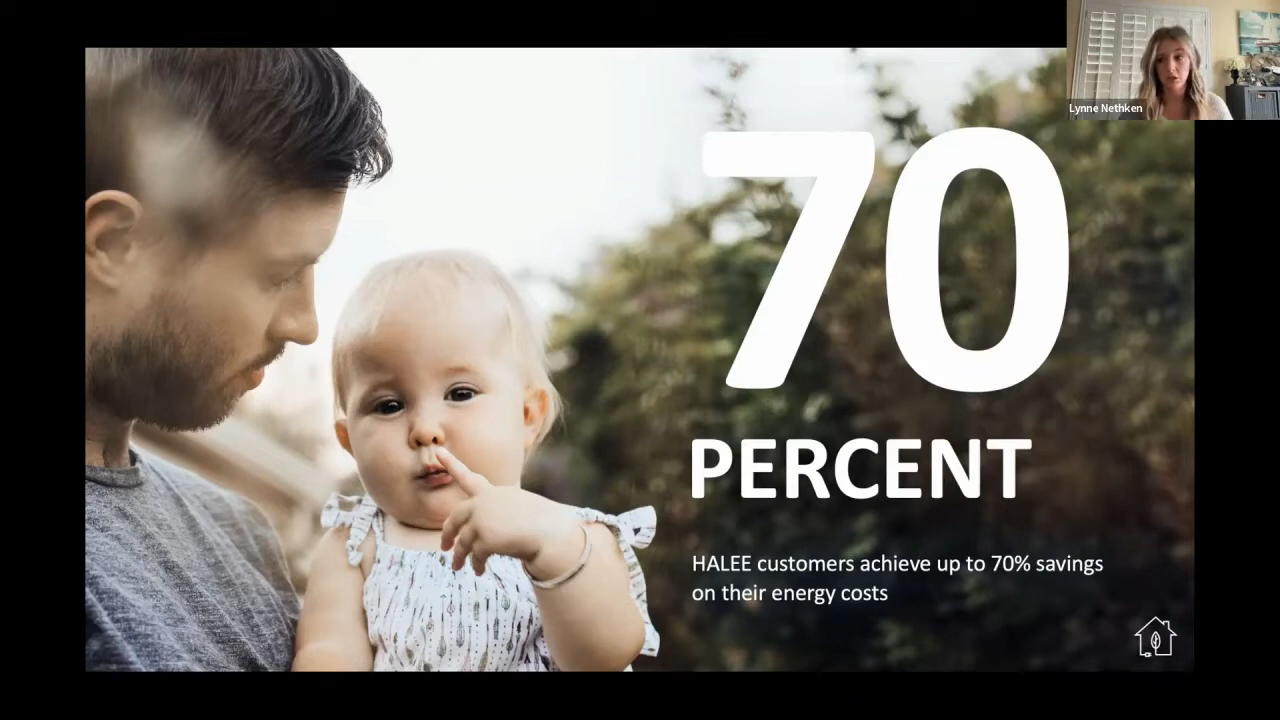 Lynne Nethken
70
PERCENT
HALEE customers achieve up to 70% savings
on their energy costs